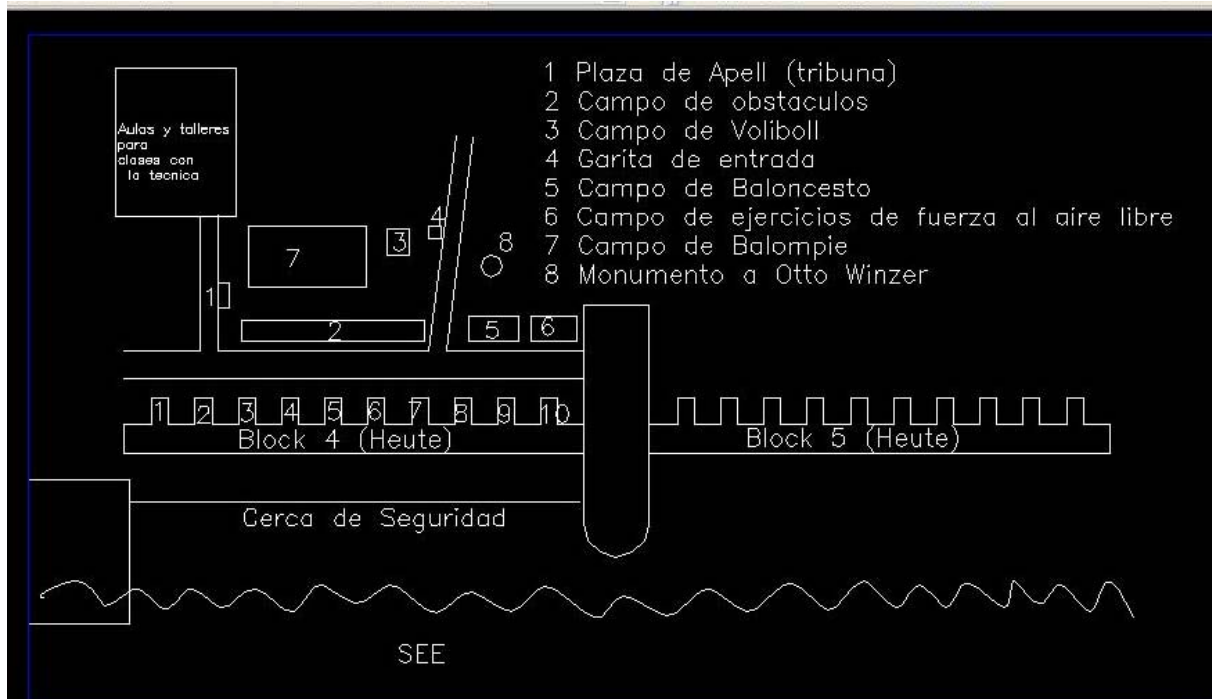 1 Plaza de Apell (tribuna)
2 Campo de obstaculos
3 Campo de Voliboll
4 Garita de entrada
5 Campo de Baloncesto
6 Campo de ejercicios de fuerza al aire libre
7 Campo de Balompie
8 Monumento a Otto Winzer
Aulas y talleres
para
clases con
la tecnica
4
3
8
7
1
2
5
6
1 2 3 4 5 6 7 8 9 10
Block 4 (Heute)
Block 5 (Heute)
Cerca de Seguridad
SEE